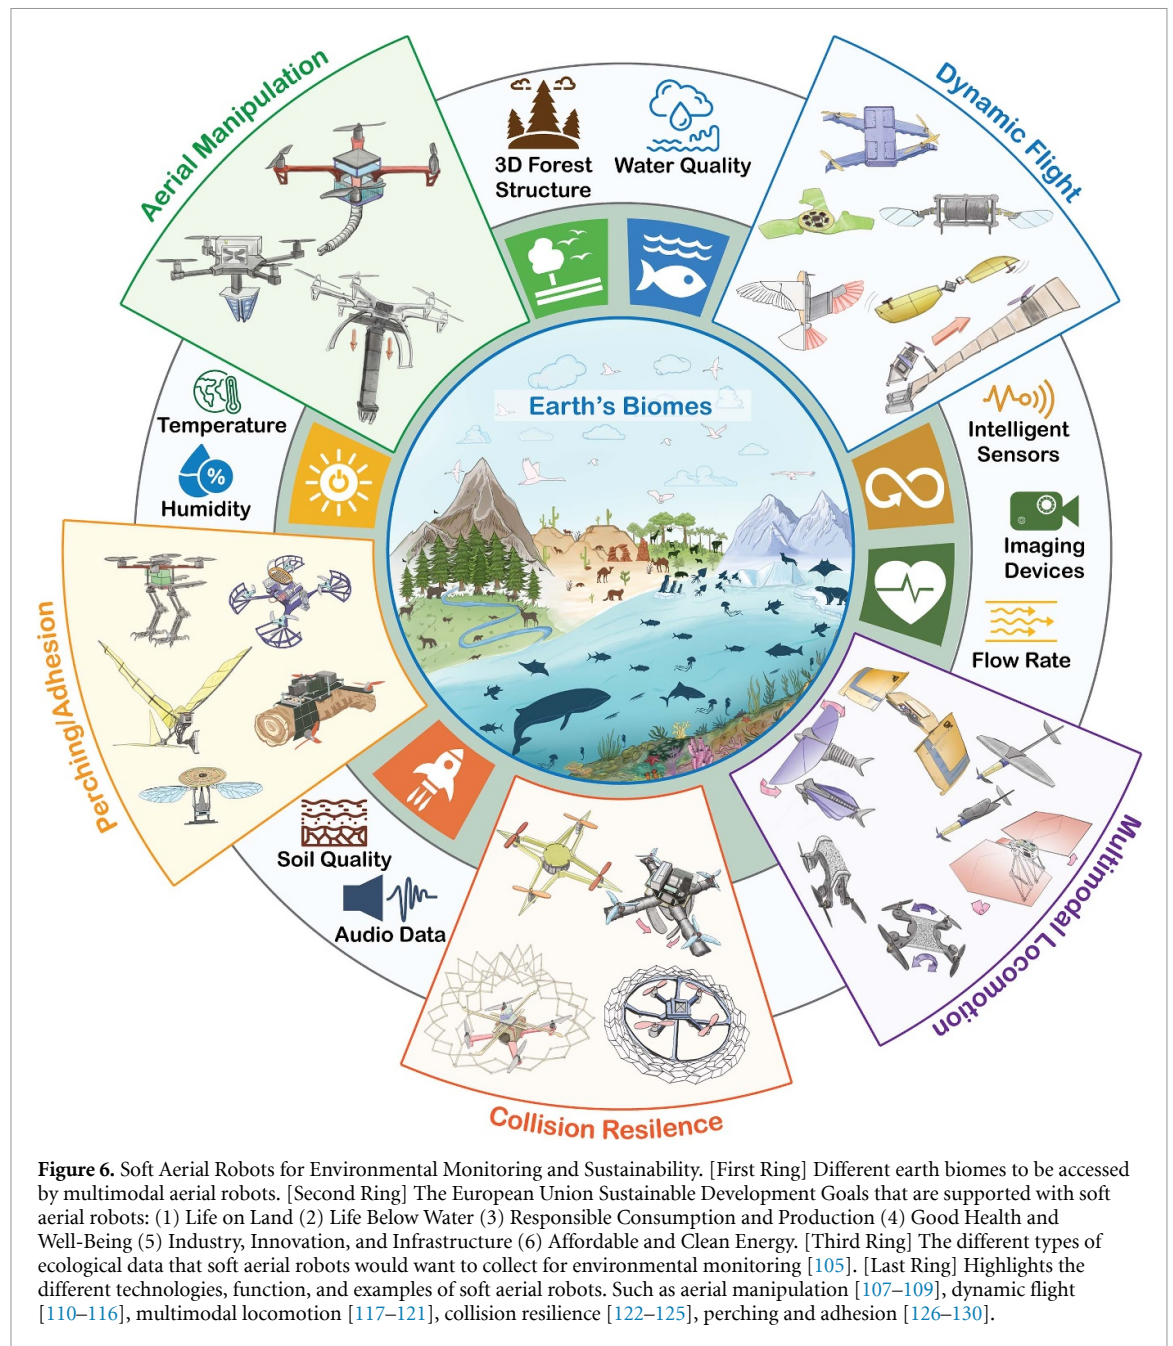 Aerial Manipulation
Dynamic Flight
3D Forest
Structure
Water Quality
Earth's Biomes
Temperature
%
Humidity
Intelligent
Sensors
Imaging
Devices
Flow Rate
Perching/Adhesion
Soil Quality
Audio Data
Multimodal Locomotion
Collision Resilence
Figure 6. Soft Aerial Robots for Environmental Monitoring and Sustainability. [First Ring] Different earth biomes to be accessed
by multimodal aerial robots. [Second Ring] The European Union Sustainable Development Goals that are supported with soft
aerial robots: (1) Life on Land (2) Life Below Water (3) Responsible Consumption and Production (4) Good Health and
Well-Being (5) Industry, Innovation, and Infrastructure (6) Affordable and Clean Energy. [Third Ring] The different types of
ecological data that soft aerial robots would want to collect for environmental monitoring [105]. [Last Ring] Highlights the
different technologies, function, and examples of soft aerial robots. Such as aerial manipulation [107–109], dynamic flight
[110–116], multimodal locomotion [117–121], collision resilience [122–125], perching and adhesion [126–130].